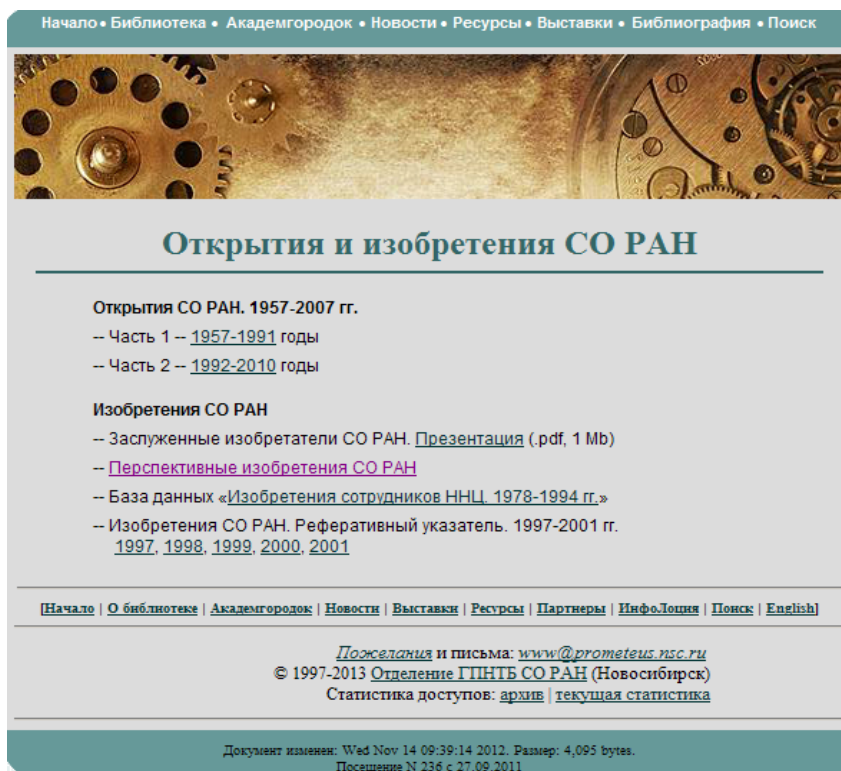 Начало • Библиотека • Академгородок • Новости • Ресурсы • Выставки • Библиография • Поиск
Открытия и изобретения СО РАН
Открытия СО РАН. 1957-2007 гг.
-- Часть 1 -- 1957-1991 годы
-- Часть 2 -- 1992-2010 годы
Изобретения СО РАН
-- Заслуженные изобретатели СО РАН. Презентация (.pdf, 1 Mb)
-- Перспективные изобретения СО РАН
-- База данных «Изобретения сотрудников ННЦ. 1978-1994 гг.»
-- Изобретения СО РАН. Реферативный указатель. 1997-2001 гг.
1997, 1998, 1999, 2000, 2001
[Начало | О библиотеке | Академгородок | Новости | Выставки | Ресурсы | Партнеры | ИнфоЛоция | Поиск | English]
Пожелания и письма: www@prometeus.nsc.ru
© 1997-2013 Отделение ГПНТБ СО РАН (Новосибирск)
Статистика доступов: архив | текущая статистика
Документ изменен: Wed Nov 14 09:39:14 2012. Размер: 4,095 bytes.
Посещение N 236 с 27.09.2011